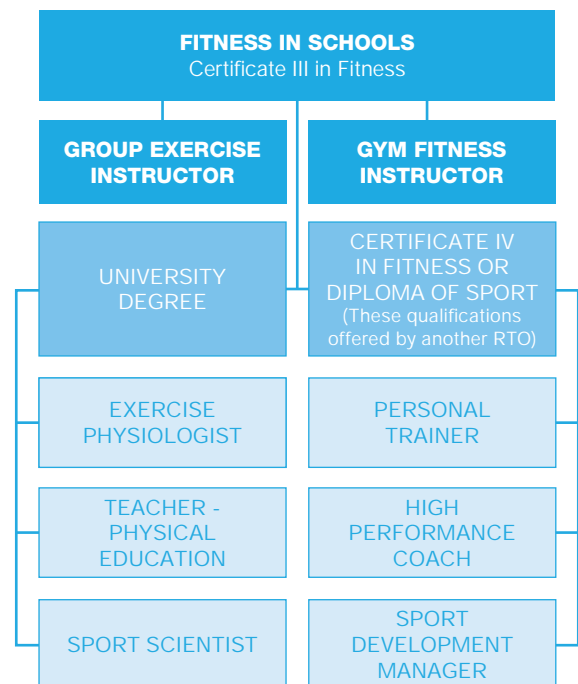 FITNESS IN SCHOOLS
Certificate III in Fitness
GROUP EXERCISE
INSTRUCTOR
GYM FITNESS
INSTRUCTOR
UNIVERSITY
DEGREE
CERTIFICATE IV
IN FITNESS OR
DIPLOMA OF SPORT
(These qualifications
offered by another RTO)
EXERCISE
PHYSIOLOGIST
PERSONAL
TRAINER
TEACHER -
PHYSICAL
EDUCATION
HIGH
PERFORMANCE
COACH
SPORT SCIENTIST
SPORT
DEVELOPMENT
MANAGER